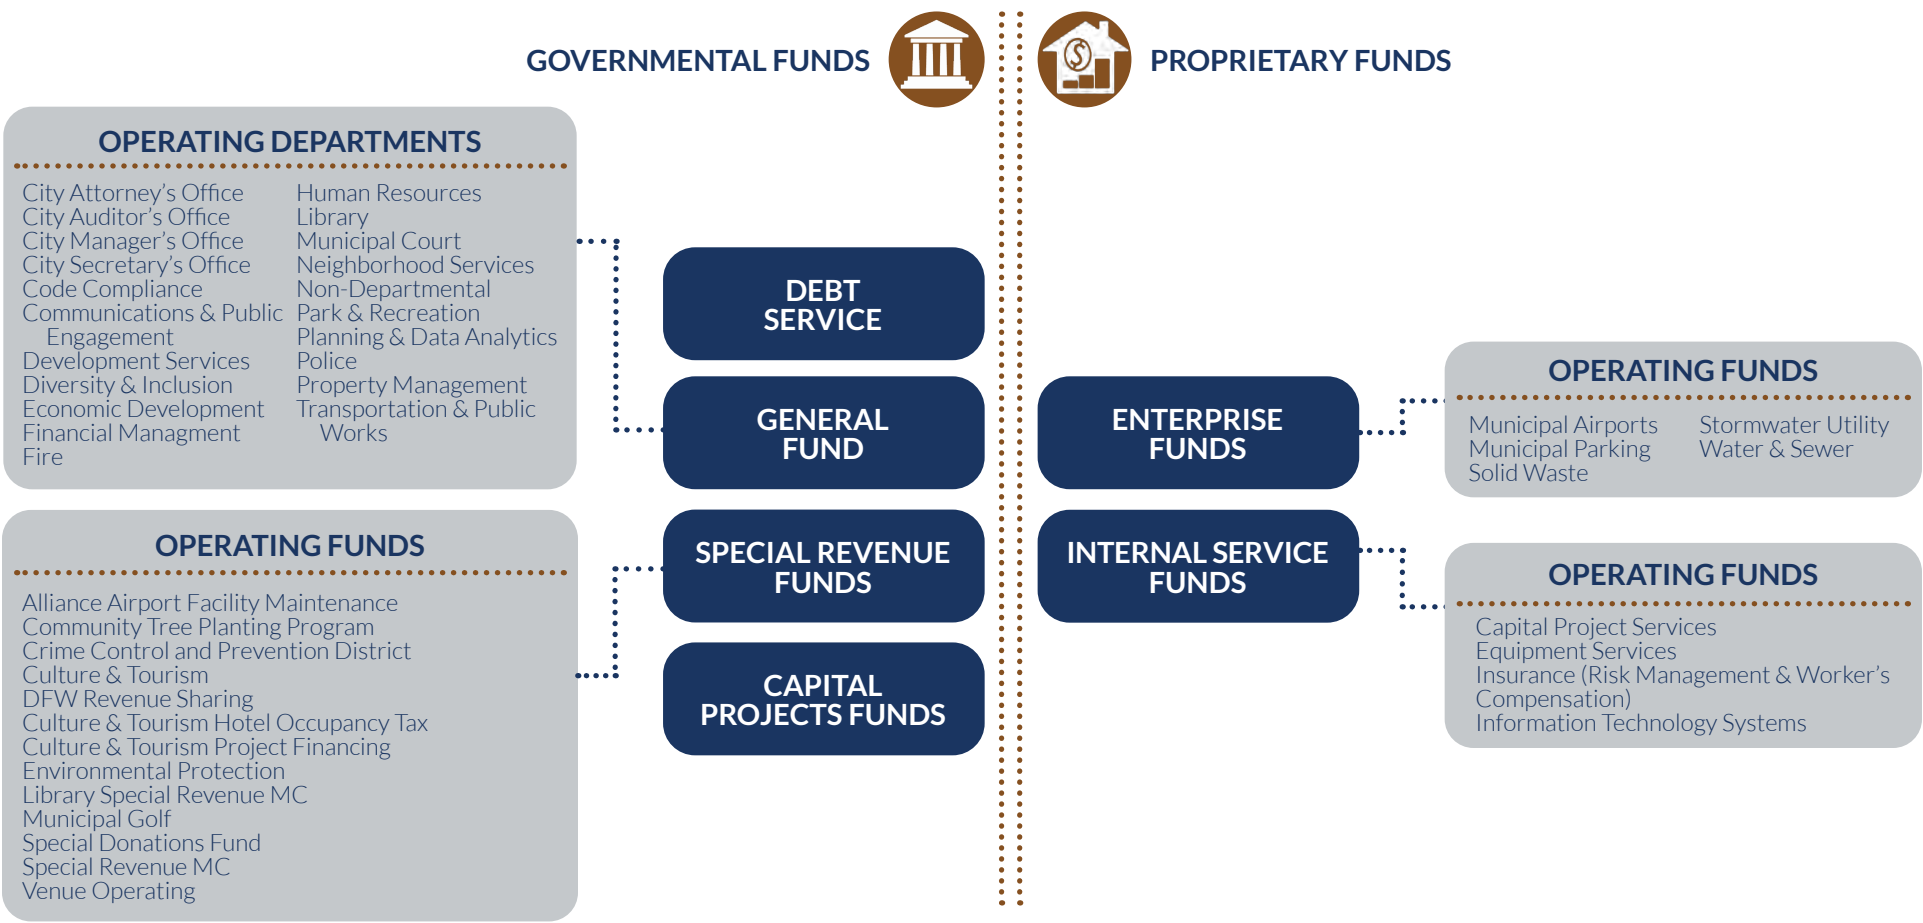 GOVERNMENTAL FUNDS
PROPRIETARY FUNDS
OPERATING DEPARTMENTS
City Attorney's Office
City Auditor's Office
City Manager's Office
City Secretary's Office
Code Compliance
Communications & Public
Engagement
Development Services
Diversity & Inclusion
Economic Development
Financial Managment
Fire
Human Resources
Library
Municipal Court
Neighborhood Services
Non-Departmental
Park & Recreation
Planning & Data Analytics
Police
Property Management
Transportation & Public
Works
OPERATING FUNDS
Alliance Airport Facility Maintenance
Community Tree Planting Program
Crime Control and Prevention District
Culture & Tourism
DFW Revenue Sharing
Culture & Tourism Hotel Occupancy Tax
Culture & Tourism Project Financing
Environmental Protection
Library Special Revenue MC
Municipal Golf
Special Donations Fund
Special Revenue MC
Venue Operating
DEBT
SERVICE
GENERAL
FUND
SPECIAL REVENUE
FUNDS
CAPITAL
PROJECTS FUNDS
ENTERPRISE
FUNDS
INTERNAL SERVICE
FUNDS
OPERATING FUNDS
Municipal Airports
Municipal Parking
Solid Waste
Stormwater Utility
Water & Sewer
OPERATING FUNDS
Capital Project Services
Equipment Services
Insurance (Risk Management & Worker's
Compensation)
Information Technology Systems
$